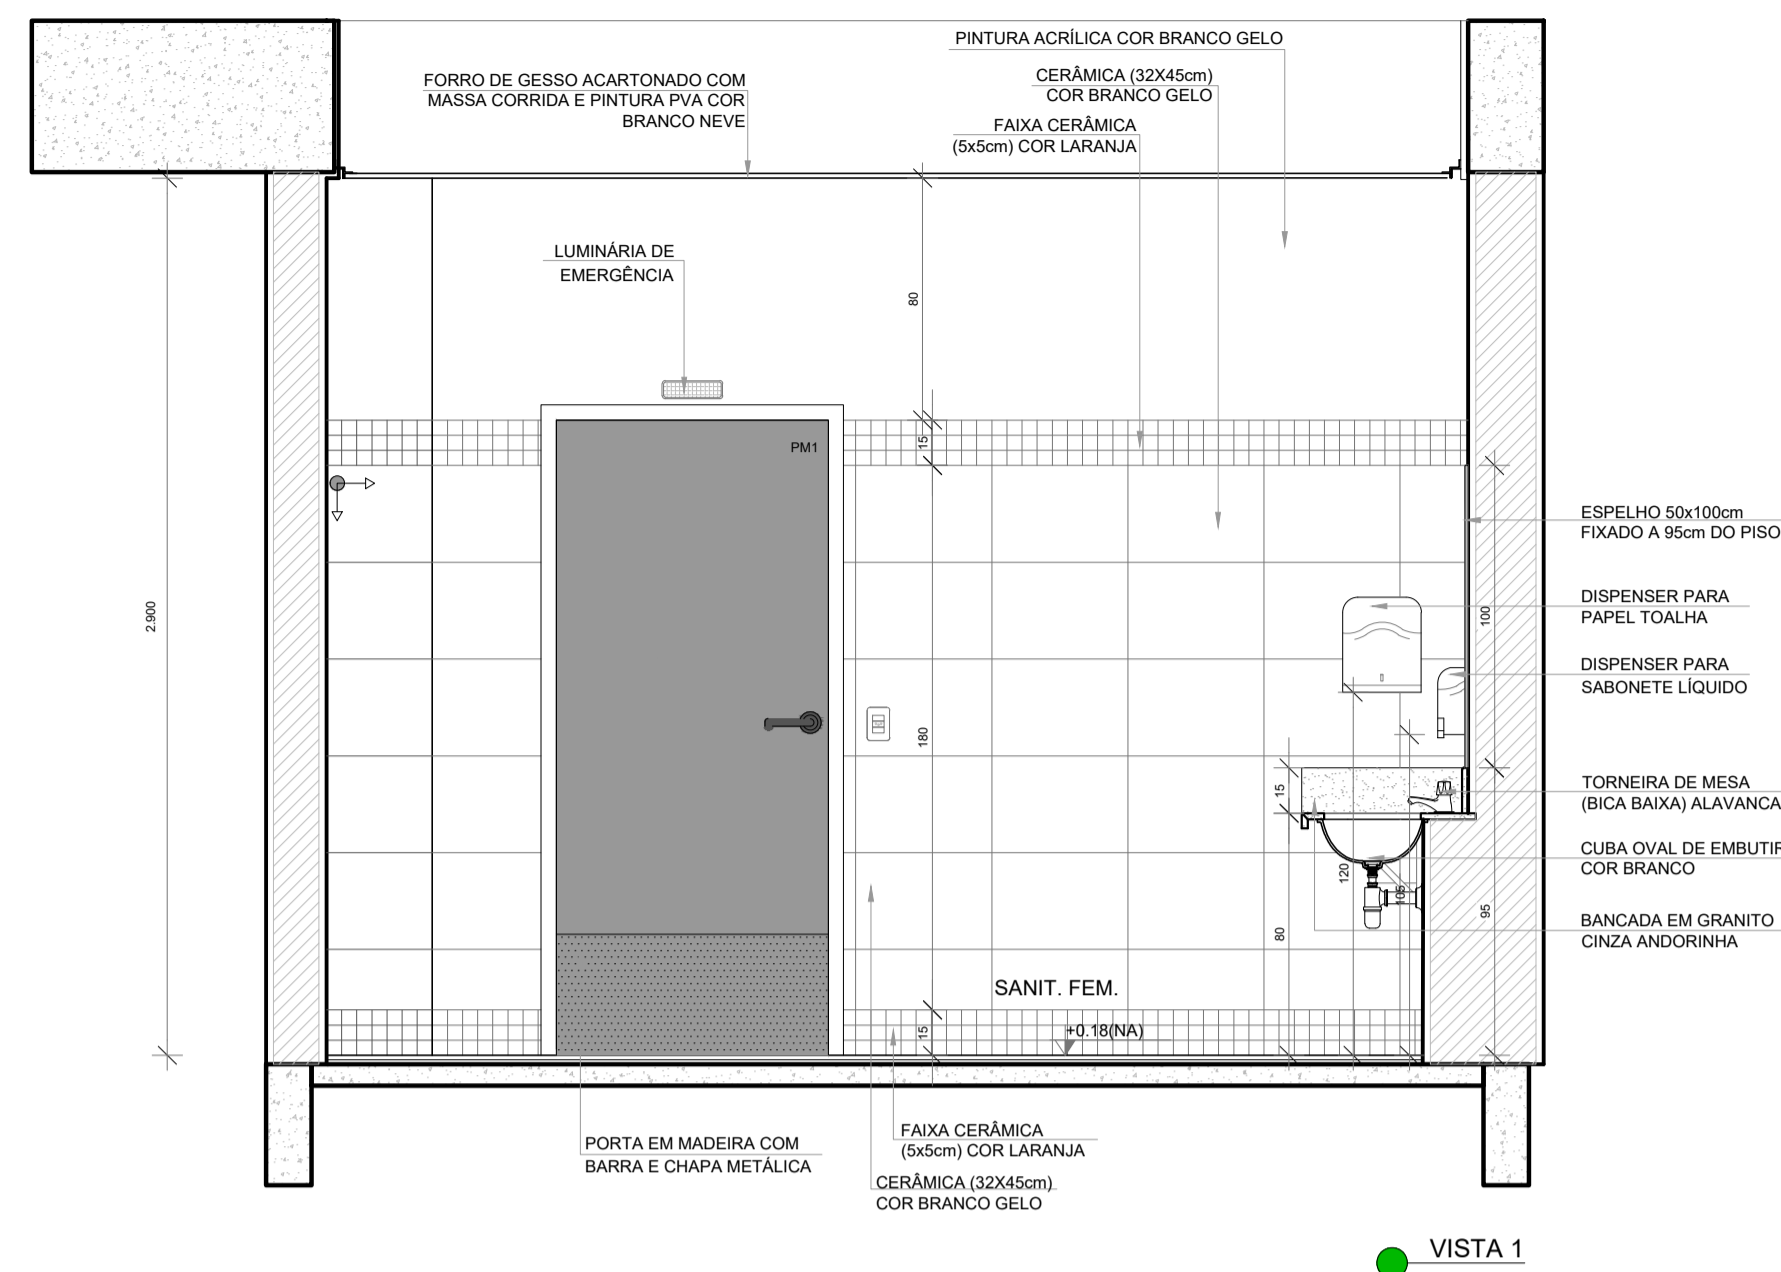 PINTURA ACRÍLICA COR BRANCO GELO
FORRO DE GESSO ACARTONADO COM
MASSA CORRIDA E PINTURA PVA COR
BRANCO NEVE
CERÂMICA (32X45cm)
COR BRANCO GELO
FAIXA CERÂMICA
(5x5cm) COR LARANJA
LUMINÁRIA DE
EMERGÊNCIA
80
15
PM1
2.900
180
100
ESPELHO 50x100cm
FIXADO A 95cm DO PISO
DISPENSER PARA
PAPEL TOALHA
DISPENSER PARA
SABONETE LÍQUIDO
15
TORNEIRA DE MESA
(BICA BAIXA) ALAVANCA
CUBA OVAL DE EMBUTIR
COR BRANCO
120
105
95
80
BANCADA EM GRANITO
CINZA ANDORINHA
SANIT. FEM.
15
+0.18(NA)
FAIXA CERÂMICA
(5x5cm) COR LARANJA
PORTA EM MADEIRA COM
BARRA E CHAPA METÁLICA
CERÂMICA (32X45cm)
COR BRANCO GELO
VISTA 1